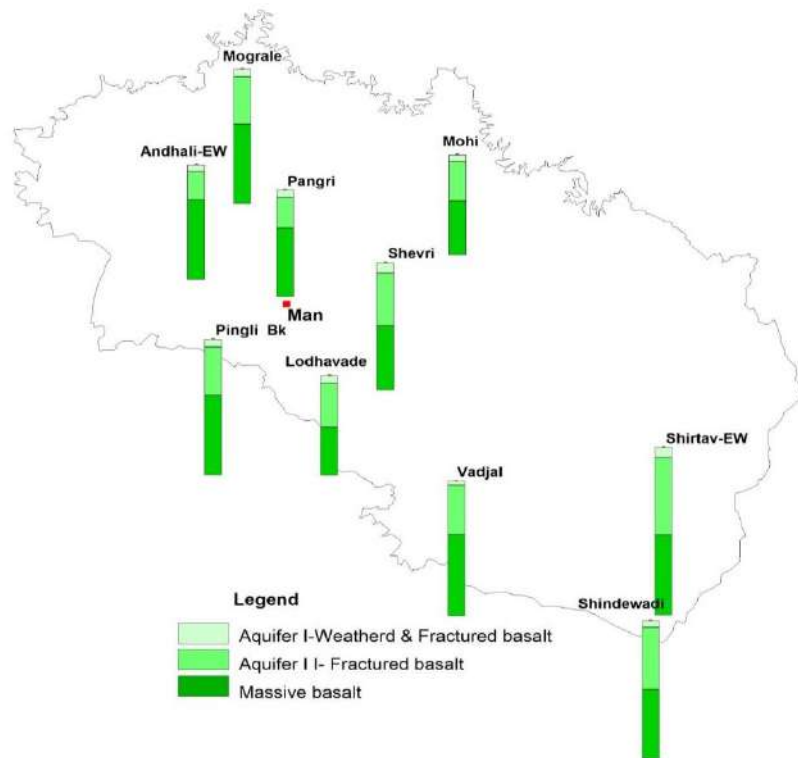 Mograle
Mohi
Andhali-EW
Pangri
Shevri
Man
Pingli Bk
Lodhavade
Shirtav-EW
Vadjal
Legend
Shindewadi
Aquifer I-Weatherd & Fractured basalt
Aquifer I I- Fractured basalt
Massive basalt